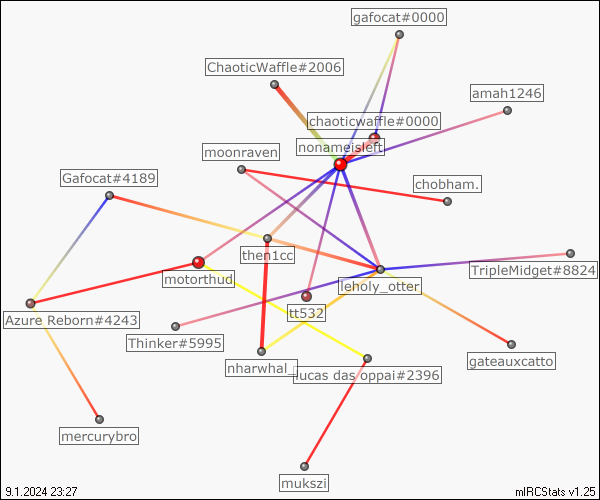 gafocat#0000
ChaoticWaffle#2006
amah1246
chaoticwaffle#0000
nonameisleft
moonraven
Gafocat#4189
chobham.
then1cc
motorthud
TripleMidget#8824
leholy_otter
tt532
Azure Reborn#4243
Thinker#5995
gateauxcatto
nharwhal_
lucas das oppai#2396
mercurybro
mukszi
9.1.2024 23:27
mIRCStats v1.25